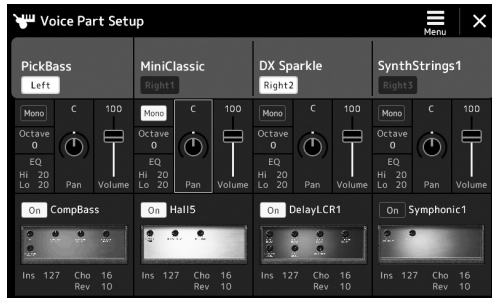 Voice Part Setup
Menu
PickBass
Left
MiniClassic
Right1
DX Sparkle
Right2
SynthStrings1
Right3
Mono C 100
Octave
0
EQ
Hi 20
Lo 20 Pan Volume
Mono C 100
Octave
0
EQ
Hi 20
Lo 20 Pan Volume
Mono C 100
Octave
0
EQ
Hi 20
Lo 20 Pan Volume
Mono C 100
Octave
0
EQ
Hi 20
Lo 20 Pan Volume
On CompBass
Ins 127 Cho 16
Rev 10
On Hall5
Ins 127 Cho 16
Rev 10
On DelayLCR1
Ins 127 Cho 16
Rev 10
On Symphonic1
Ins 127 Cho 16
Rev 10